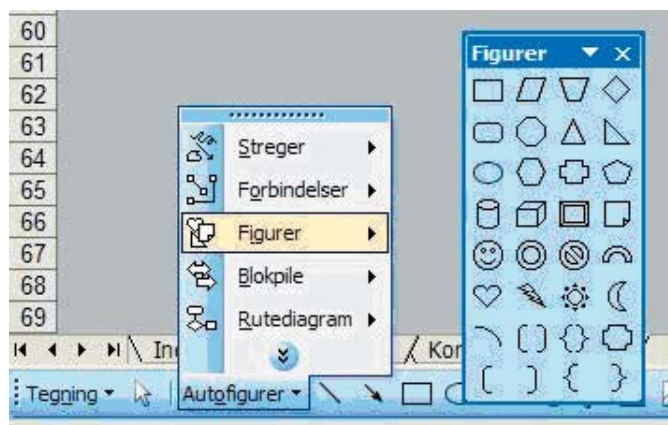 60
61
62
63
64
65
66
67
68
69
Figurer
Streger
Forbindelser
Figurer
Blokpile
Rutediagram
In
Kor
Tegning
Autofigurer